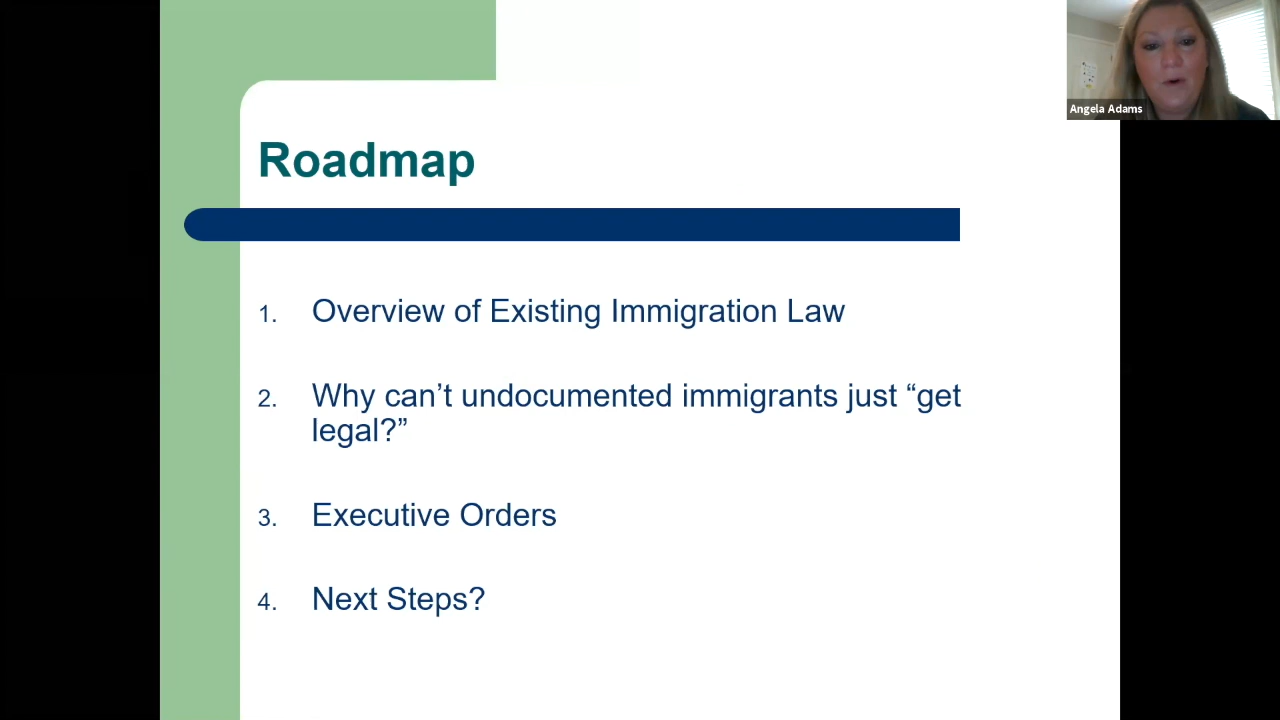 Angela Adams
Roadmap
1. Overview of Existing Immigration Law
2. Why can’t undocumented immigrants just “get
legal?”
3. Executive Orders
4. Next Steps?